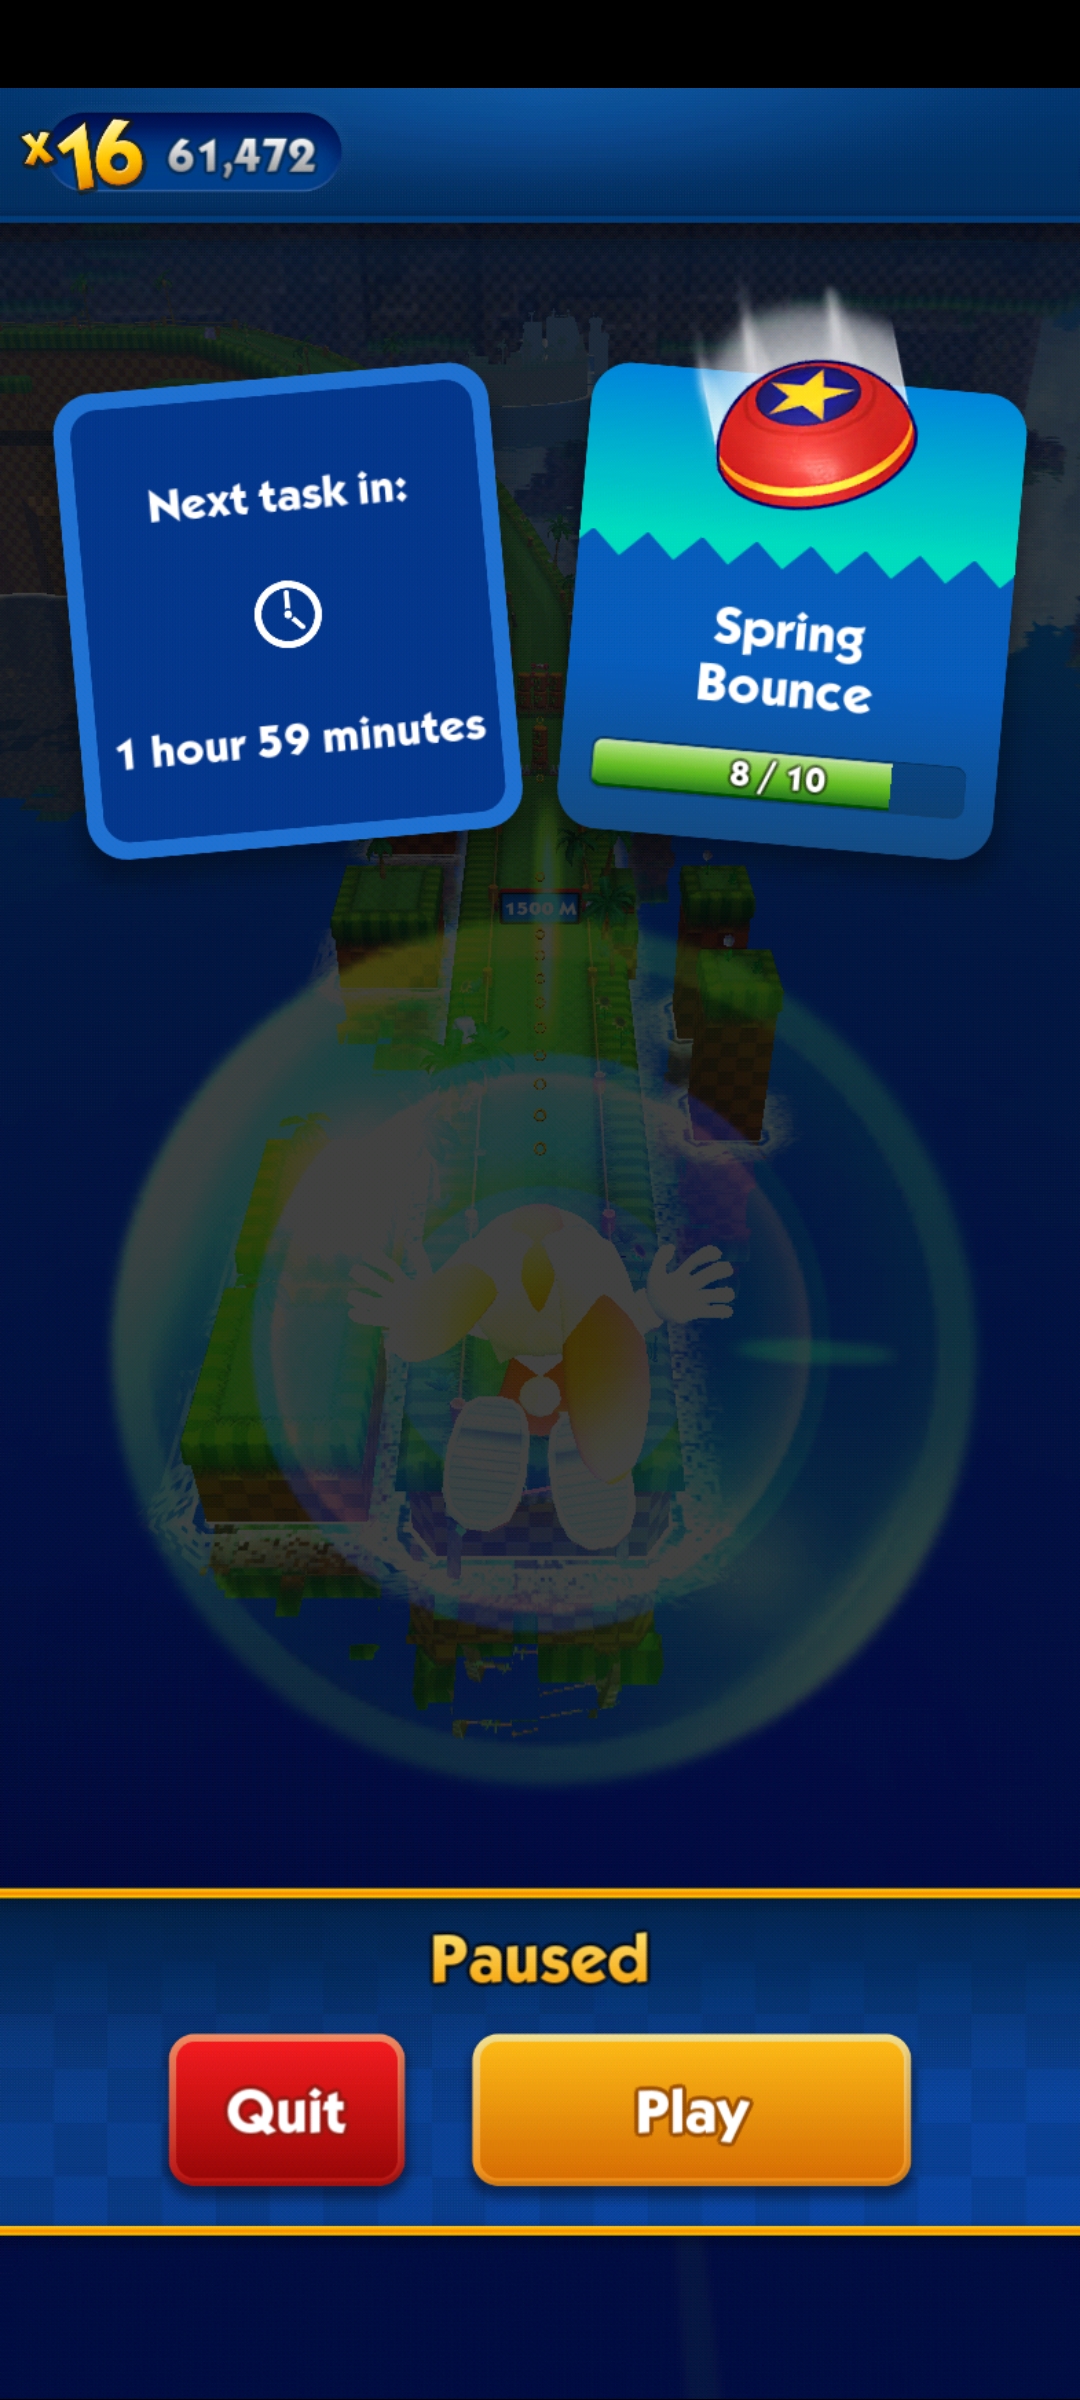 x16 61,472
Next task in:
1 hour 59 minutes
Spring
Bounce
8 / 10
1500 M
Paused
Quit
Play